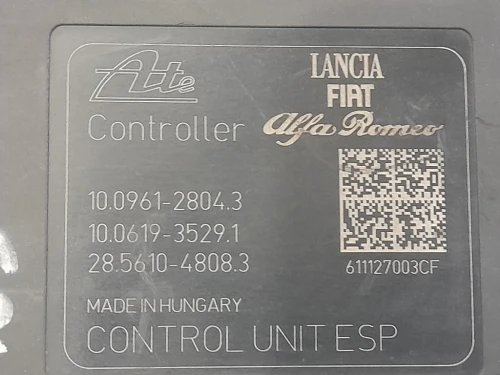 Ate
Controller
LANCIA
FIAT
Alfa Romeo
10.0961-2804.3
10.0619-3529.1
28.5610-4808.3
611127003CF
MADE IN HUNGARY
CONTROL UNIT ESP